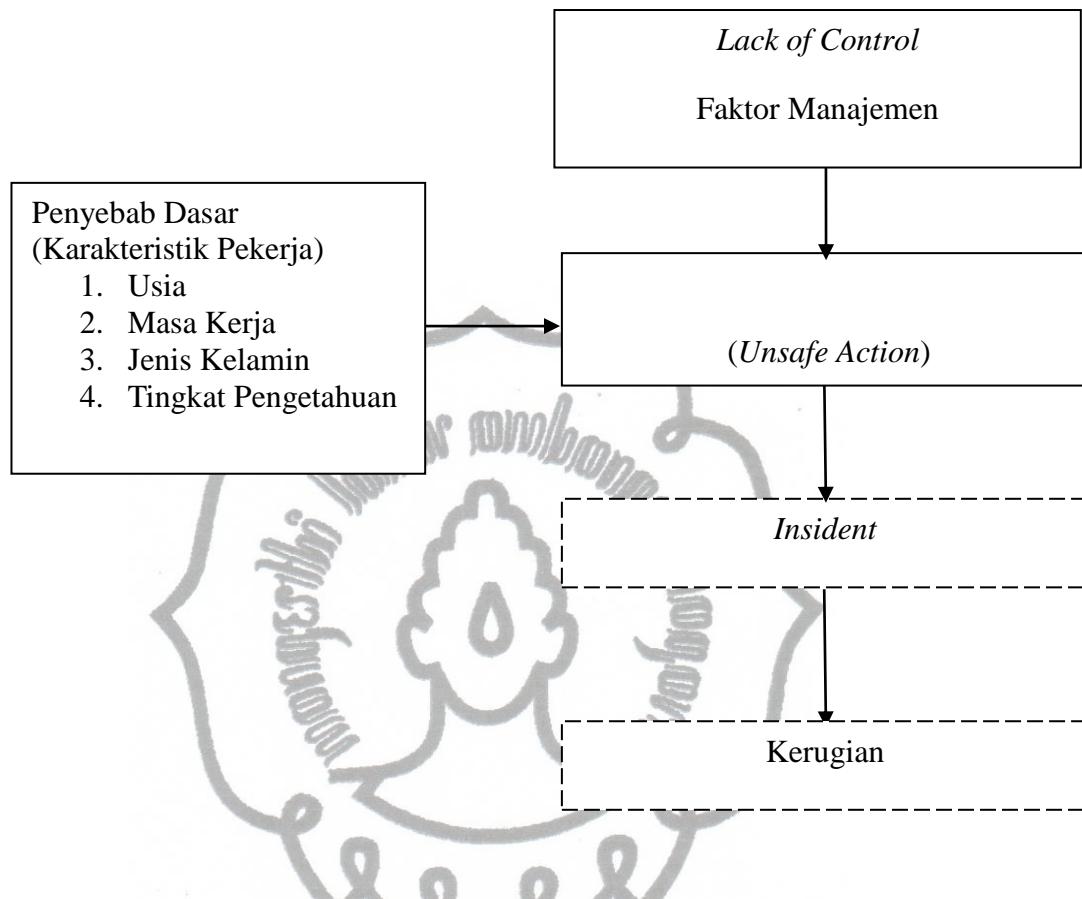 Lack of Control
Faktor Manajemen
Penyebab Dasar
(Karakteristik Pekerja)
1. Usia
2. Masa Kerja
3. Jenis Kelamin
4. Tingkat Pengetahuan
(Unsafe Action)
Insident
Kerugian